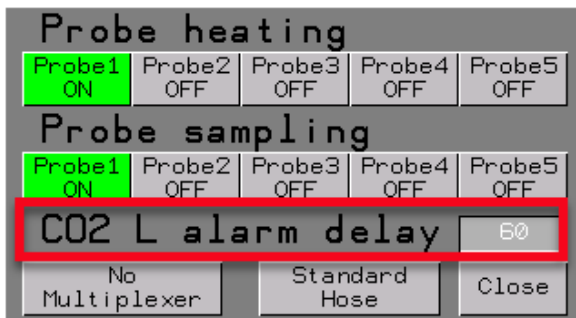 Probe heating
Probe1 Probe2 Probe3 Probe4 Probe5
ON OFF OFF OFF OFF
Probe sampling
Probe1 Probe2 Probe3 Probe4 Probe5
ON OFF OFF OFF OFF
CO2 L alarm delay 60
No Standard Close
Multiplexer Hose